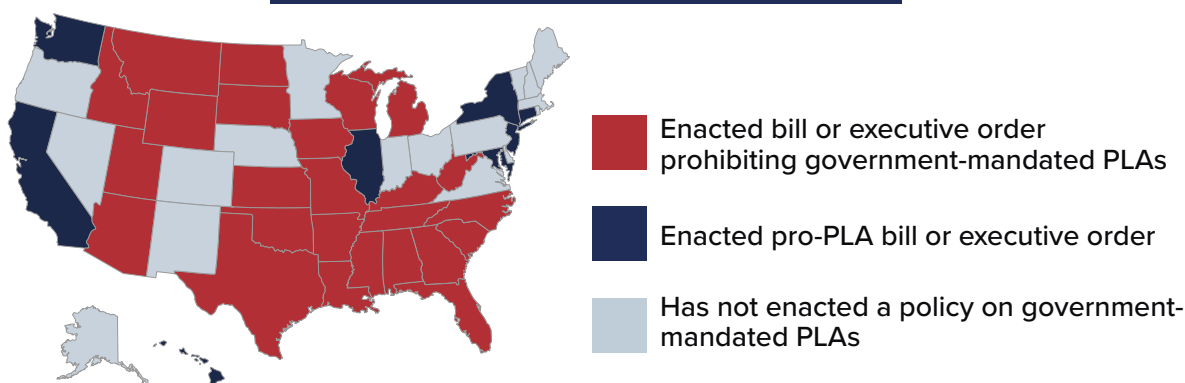 Enacted bill or executive order
prohibiting government-mandated PLAs
Enacted pro-PLA bill or executive order
Has not enacted a policy on government-
mandated PLAs